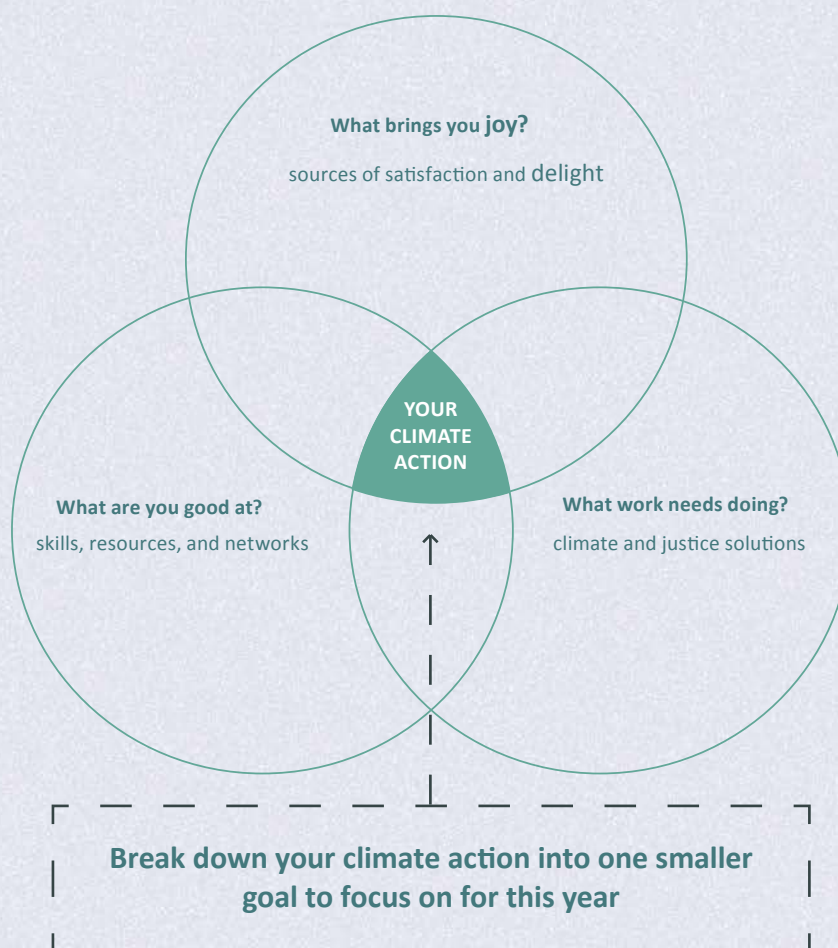 What brings you joy?
sources of satisfaction and delight
YOUR
CLIMATE
ACTION
What are you good at?
skills, resources, and networks
What work needs doing?
climate and justice solutions
Break down your climate action into one smaller
goal to focus on for this year